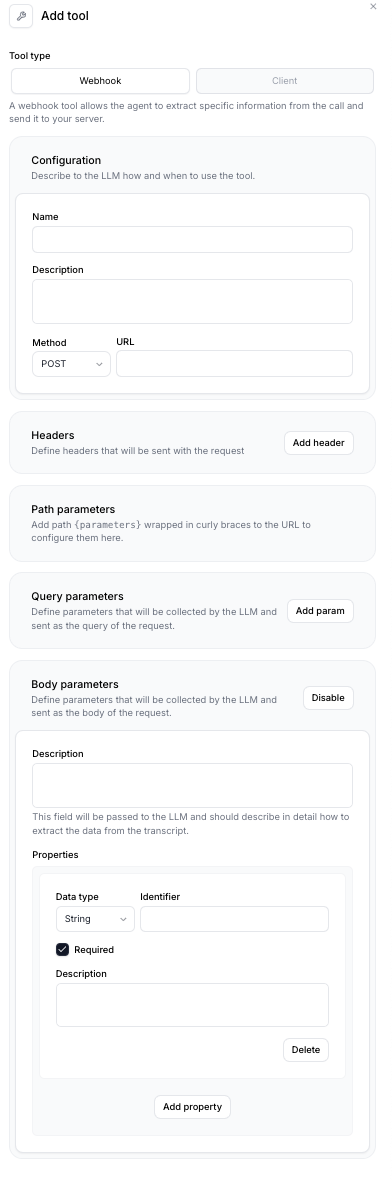 Add tool
Tool type
Webhook
Client
A webhook tool allows the agent to extract specific information from the call and
send it to your server.
Configuration
Describe to the LLM how and when to use the tool.
Name
Description
Method
URL
POST
Headers
Define headers that will be sent with the request
Add header
Path parameters
Add path {parameters} wrapped in curly braces to the URL to
configure them here.
Query parameters
Define parameters that will be collected by the LLM and
sent as the query of the request.
Add param
Body parameters
Define parameters that will be collected by the LLM and
sent as the body of the request.
Disable
Description
This field will be passed to the LLM and should describe in detail how to
extract the data from the transcript.
Properties
Data type
Identifier
String
Required
Description
Delete
Add property